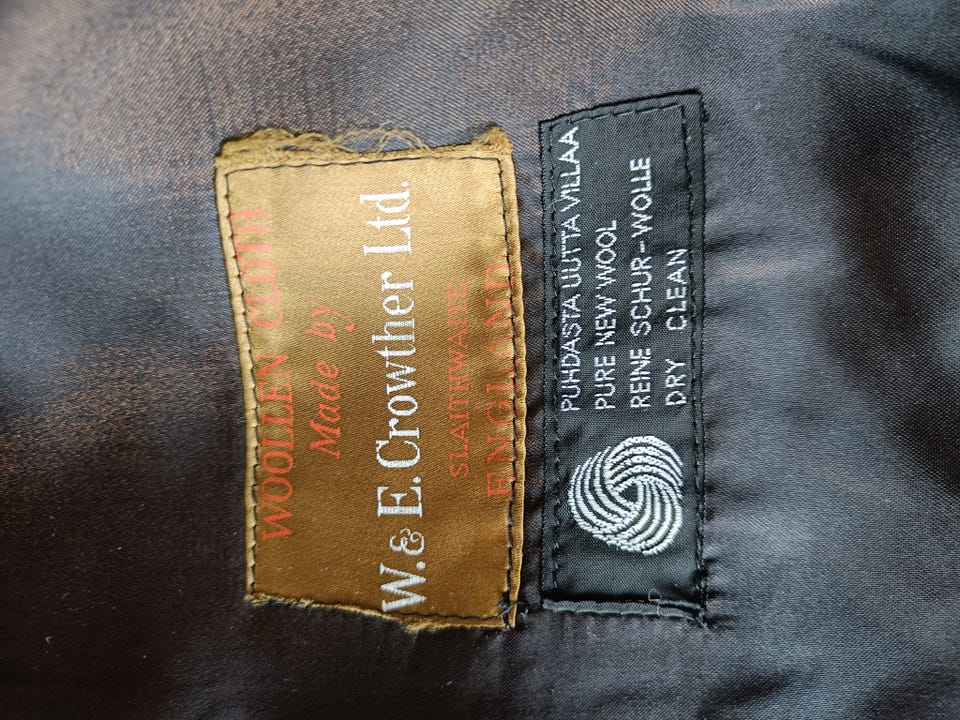 WOOLLEN CLOTH
Made by
W. & E. Crowther Ltd.
SLAITHWAITE
ENGLAND
PUHDASTA UUTTA VILLAA
PURE NEW WOOL
REINE SCHUR-WOLLE
DRY CLEAN